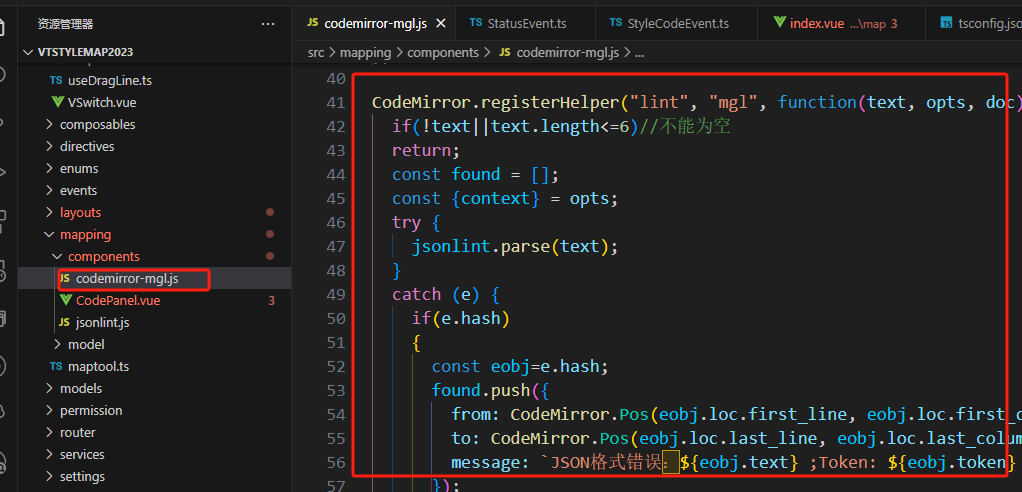 资源管理器 ···
VTSTYLEMAP2023
TS useDragLine.ts
VSwitch.vue
composables
directives
enums
events
layouts
mapping
components
JS codemirror-mgl.js
CodePanel.vue 3
JS jsonlint.js
model
TS maptool.ts
models
permission
router
services
settings
JS codemirror-mgl.js TS StatusEvent.ts TS StyleCodeEvent.ts index.vue ...\map 3 TS tsconfig.jso
src > mapping > components > JS codemirror-mgl.js > ...
40
41 CodeMirror.registerHelper("lint", "mgl", function(text, opts, doc)
42 if(!text||text.length<=6)//不能为空
43 return;
44 const found = [];
45 const {context} = opts;
46 try {
47 jsonlint.parse(text);
48 }
49 catch (e) {
50 if(e.hash)
51 {
52 const eobj=e.hash;
53 found.push({
54 from: CodeMirror.Pos(eobj.loc.first_line, eobj.loc.first_c
55 to: CodeMirror.Pos(eobj.loc.last_line, eobj.loc.last_colum
56 message: `JSON格式错误：${eobj.text} ;Token: ${eobj.token}
57 });